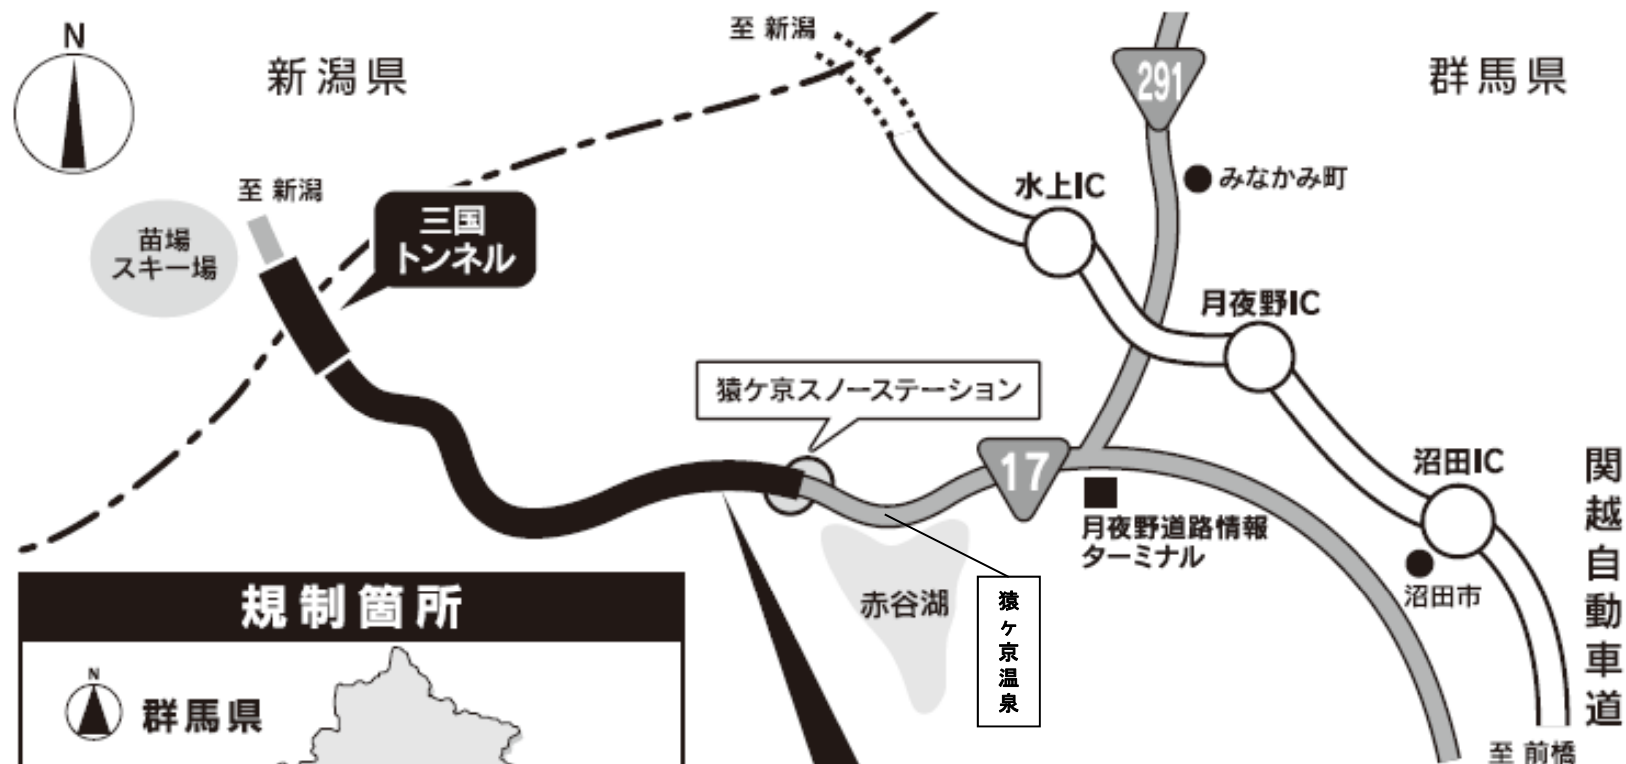 N
新潟県
至 新潟
291
群馬県
水上IC
みなかみ町
至 新潟
三国
トンネル
苗場
スキー場
月夜野IC
猿ケ京スノーステーション
17
沼田IC
関越自動車道
月夜野道路情報
ターミナル
沼田市
赤谷湖
猿ヶ京温泉
規制箇所
N
群馬県
至 前橋